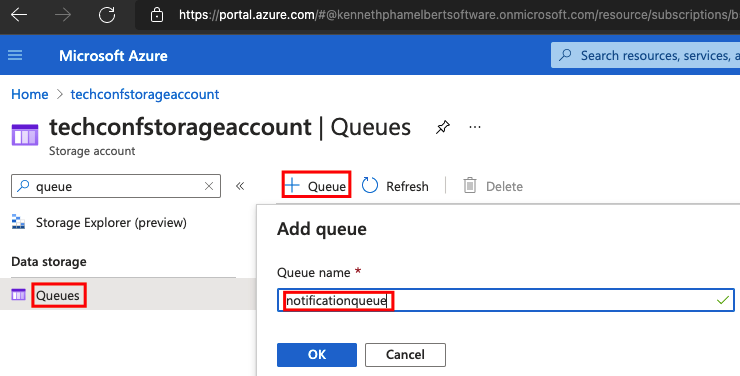 https://portal.azure.com/#@kennethphamelbertsoftware.onmicrosoft.com/resource/subscriptions/b
Microsoft Azure
Search resources, services, a
Home > techconfstorageaccount
techconfstorageaccount | Queues
Storage account
queue
Queue
Refresh
Delete
Storage Explorer (preview)
Data storage
Queues
Add queue
Queue name *
notificationqueue
OK
Cancel